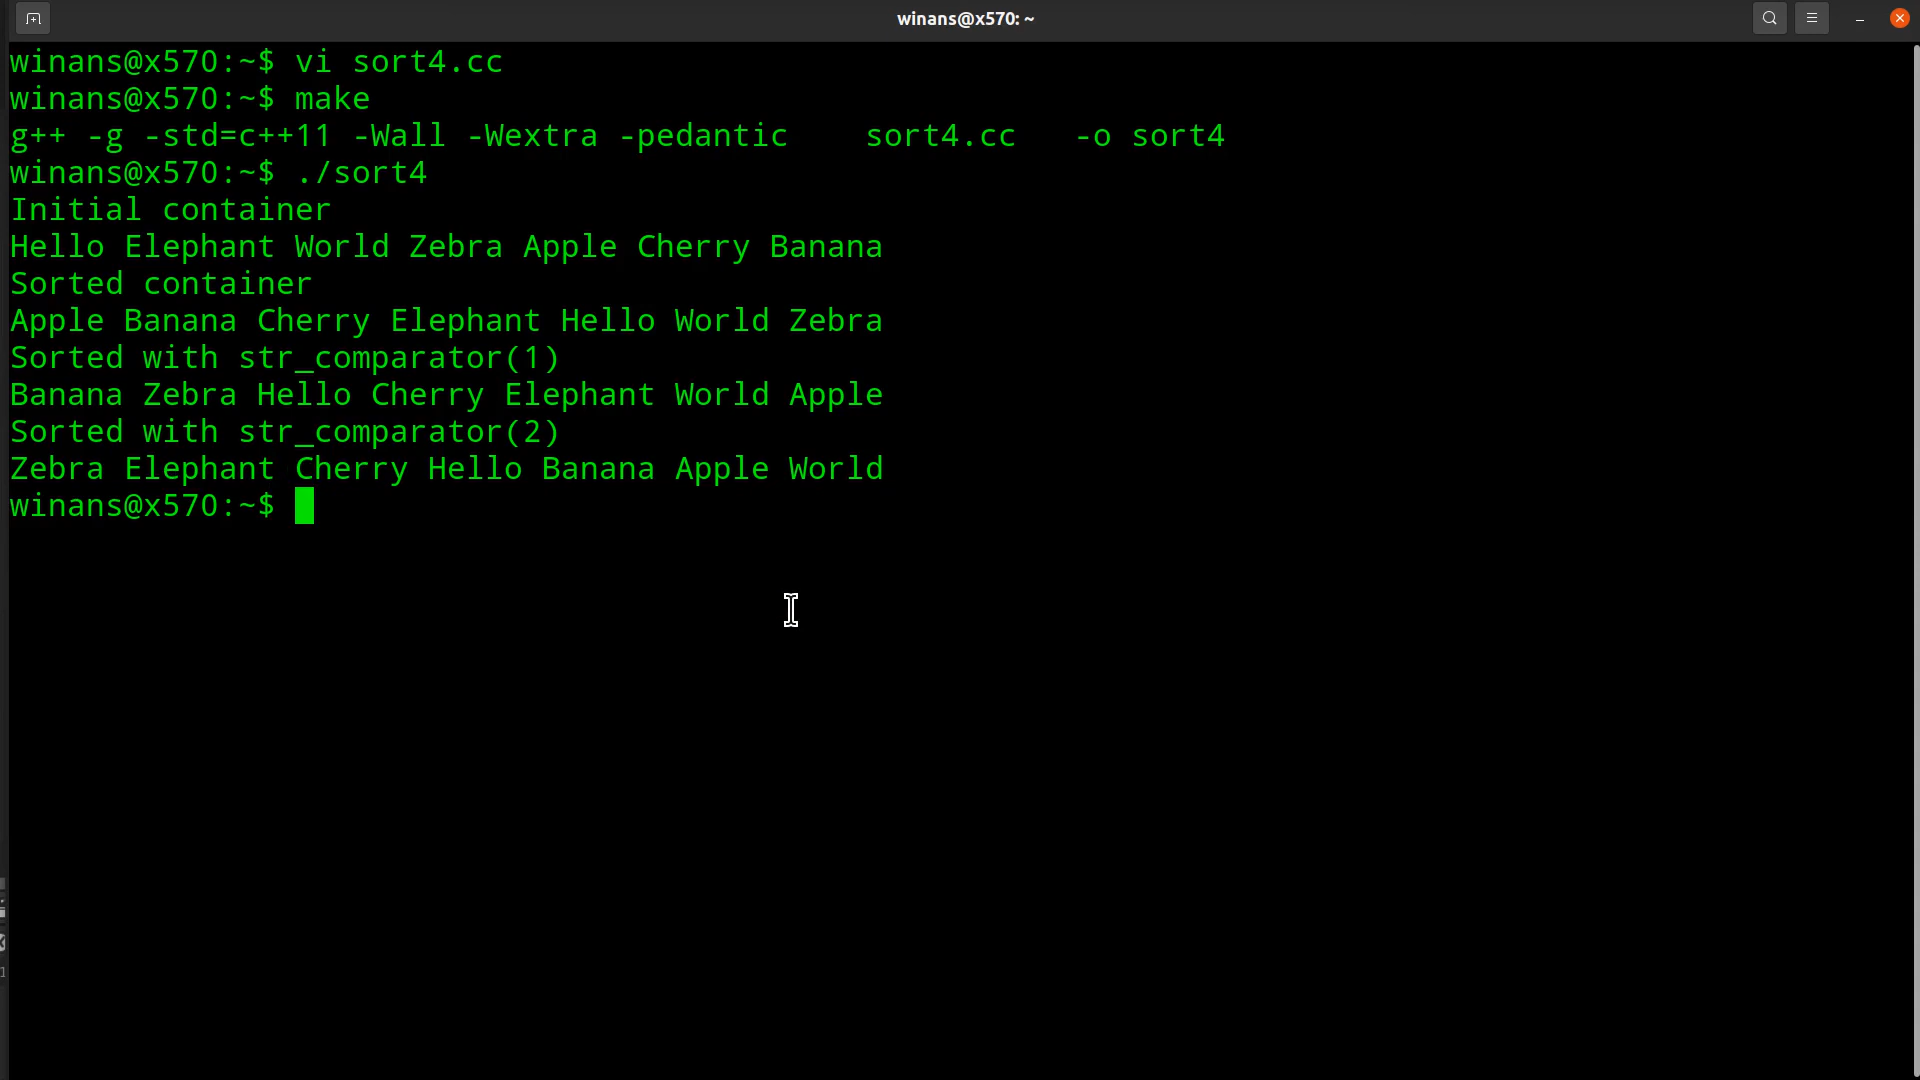 winans@x570: ~
winans@x570:~$ vi sort4.cc
winans@x570:~$ make
g++ -g -std=c++11 -Wall -Wextra -pedantic    sort4.cc   -o sort4
winans@x570:~$ ./sort4
Initial container
Hello Elephant World Zebra Apple Cherry Banana
Sorted container
Apple Banana Cherry Elephant Hello World Zebra
Sorted with str_comparator(1)
Banana Zebra Hello Cherry Elephant World Apple
Sorted with str_comparator(2)
Zebra Elephant Cherry Hello Banana Apple World
winans@x570:~$